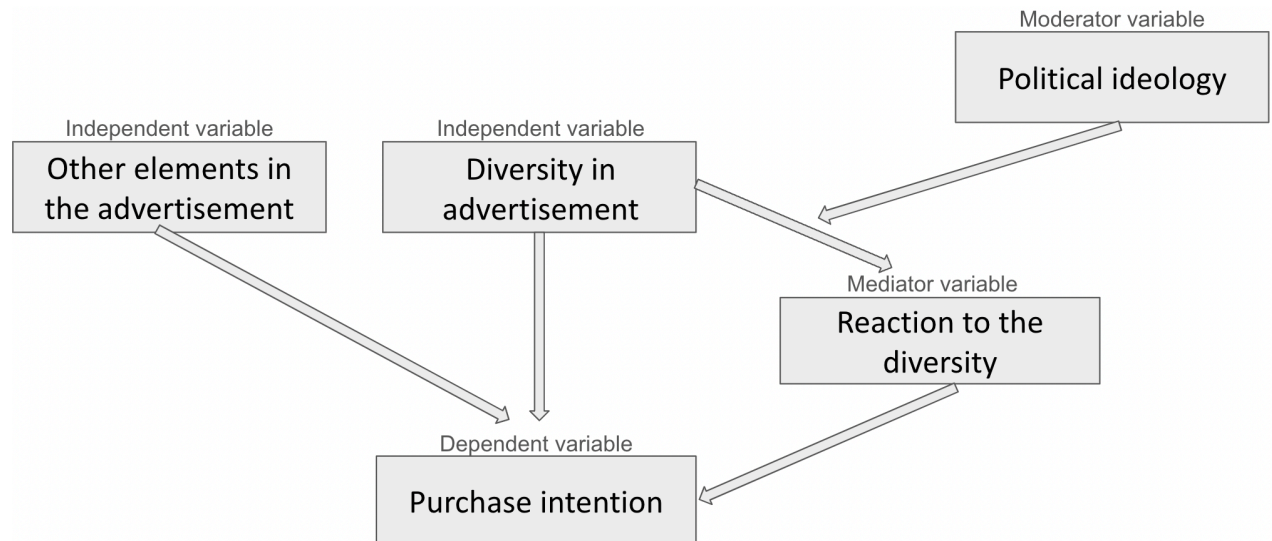 Moderator variable
Political ideology
Independent variable
Other elements in
the advertisement
Independent variable
Diversity in
advertisement
Mediator variable
Reaction to the
diversity
Dependent variable
Purchase intention